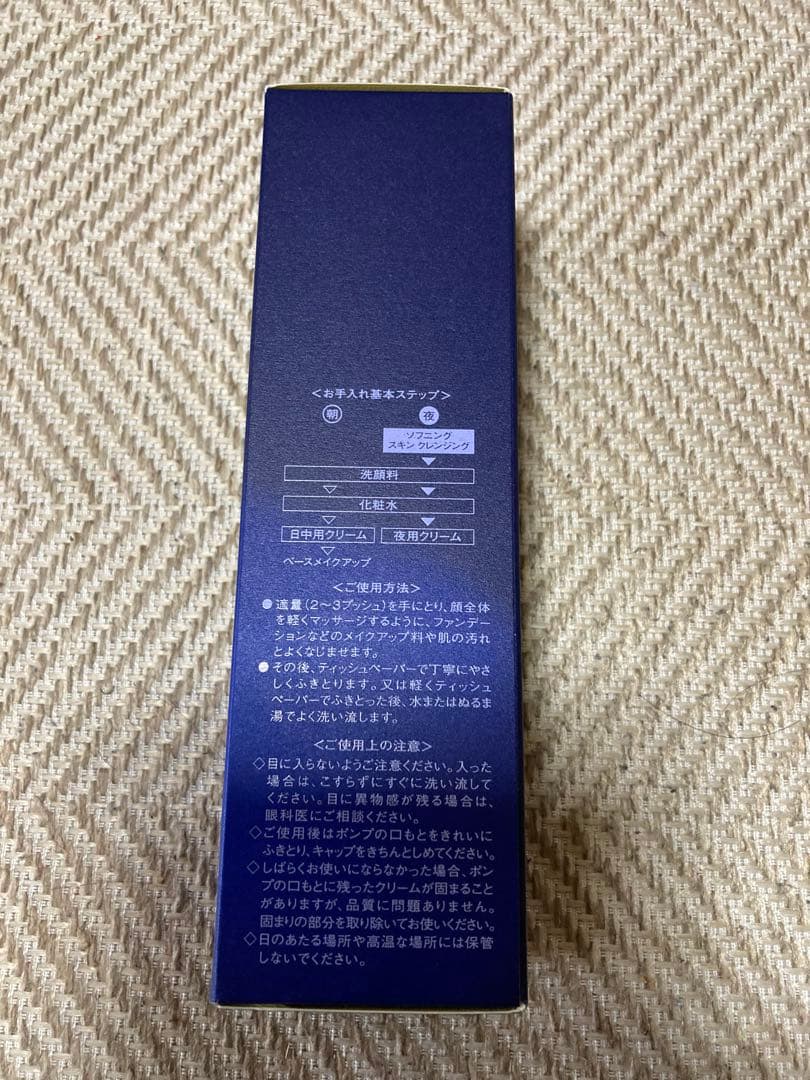 ＜お手入れ基本ステップ＞
朝 夜
ソフニング
スキン クレンジング
洗顔料
化粧水
日中用クリーム 夜用クリーム
ベースメイクアップ
＜ご使用方法＞
●適量（2〜3プッシュ）を手にとり、顔全体
を軽くマッサージするように、ファンデー
ションなどのメイクアップ料や肌の汚れ
とよくなじませます。
●その後、ティッシュペーパーで丁寧にやさ
しくふきとります。又は軽くティッシュ
ペーパーでふきとった後、水またはぬるま
湯でよく洗い流します。
＜ご使用上の注意＞
◇目に入らないようご注意ください。入った
場合は、こすらずにすぐに洗い流して
ください。目に異物感が残る場合は、
眼科医にご相談ください。
◇ご使用後はポンプの口もとをきれいに
ふきとり、キャップをきちんとしめてください。
◇しばらくお使いにならなかった場合、ポン
プの口もとに残ったクリームが固まること
がありますが、品質に問題ありません。
固まりの部分を取り除いてお使いください。
◇日のあたる場所や高温な場所には保管
しないでください。